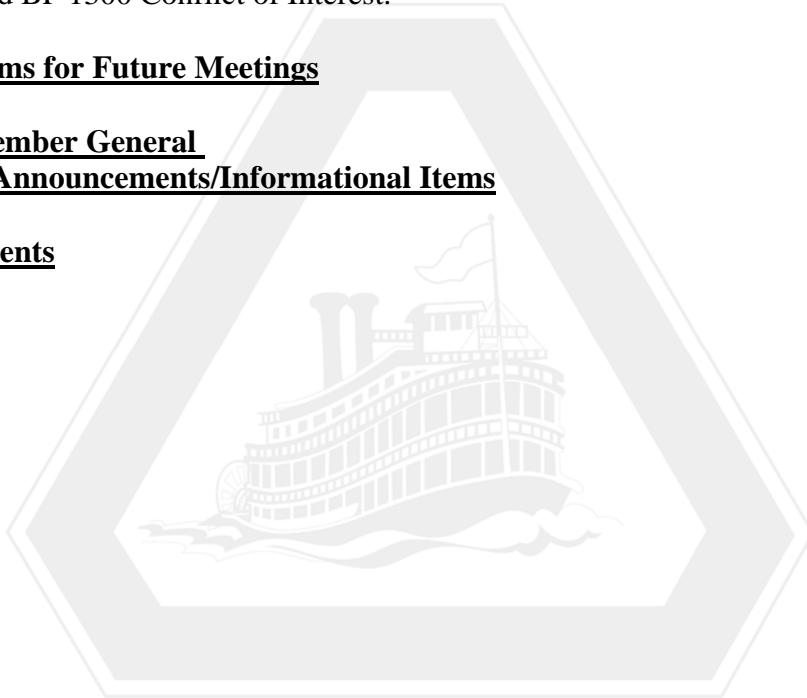 d BP 1300 Conflict of Interest.
ms for Future Meetings
ember General
Announcements/Informational Items
ents